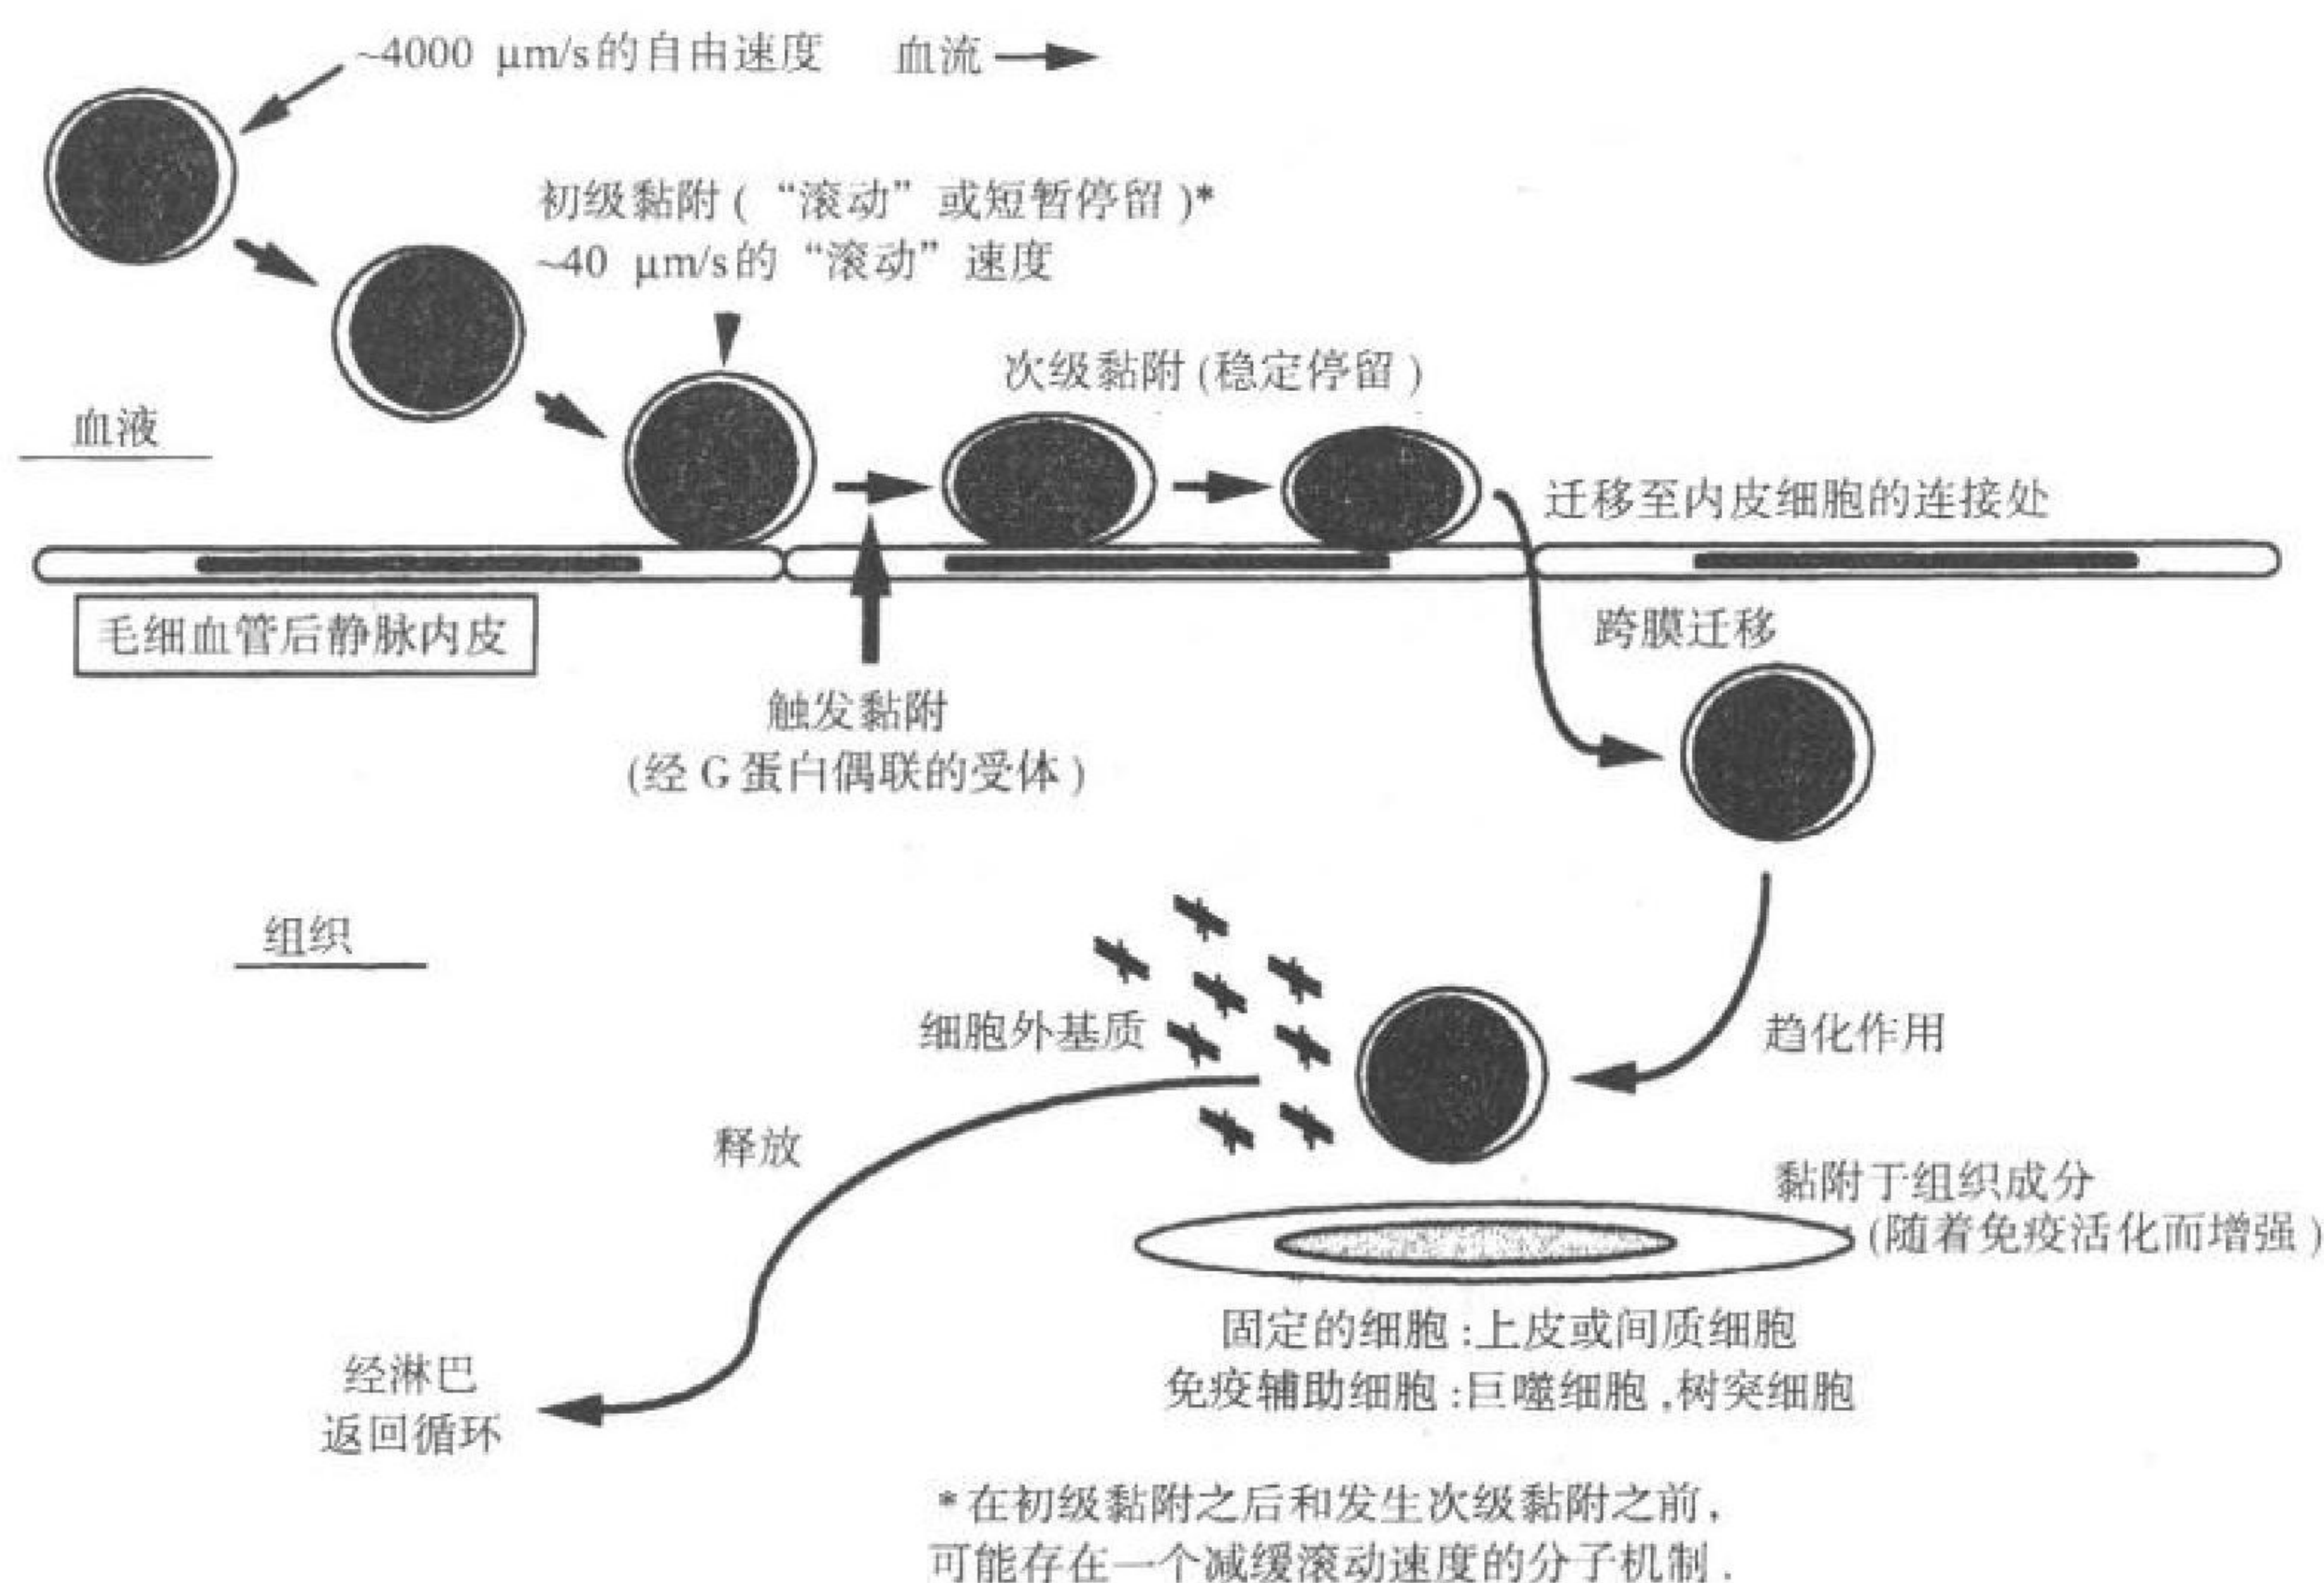 ~4000 μm/s的自由速度
血流
初级黏附(“滚动”或短暂停留)*
~40 μm/s的“滚动”速度
次级黏附(稳定停留)
血液
迁移至内皮细胞的连接处
毛细血管后静脉内皮
跨膜迁移
触发黏附
(经G蛋白偶联的受体)
组织
细胞外基质
趋化作用
释放
黏附于组织成分
(随着免疫活化而增强)
固定的细胞:上皮或间质细胞
免疫辅助细胞:巨噬细胞,树突细胞
经淋巴
返回循环
*在初级黏附之后和发生次级黏附之前,
可能存在一个减缓滚动速度的分子机制.